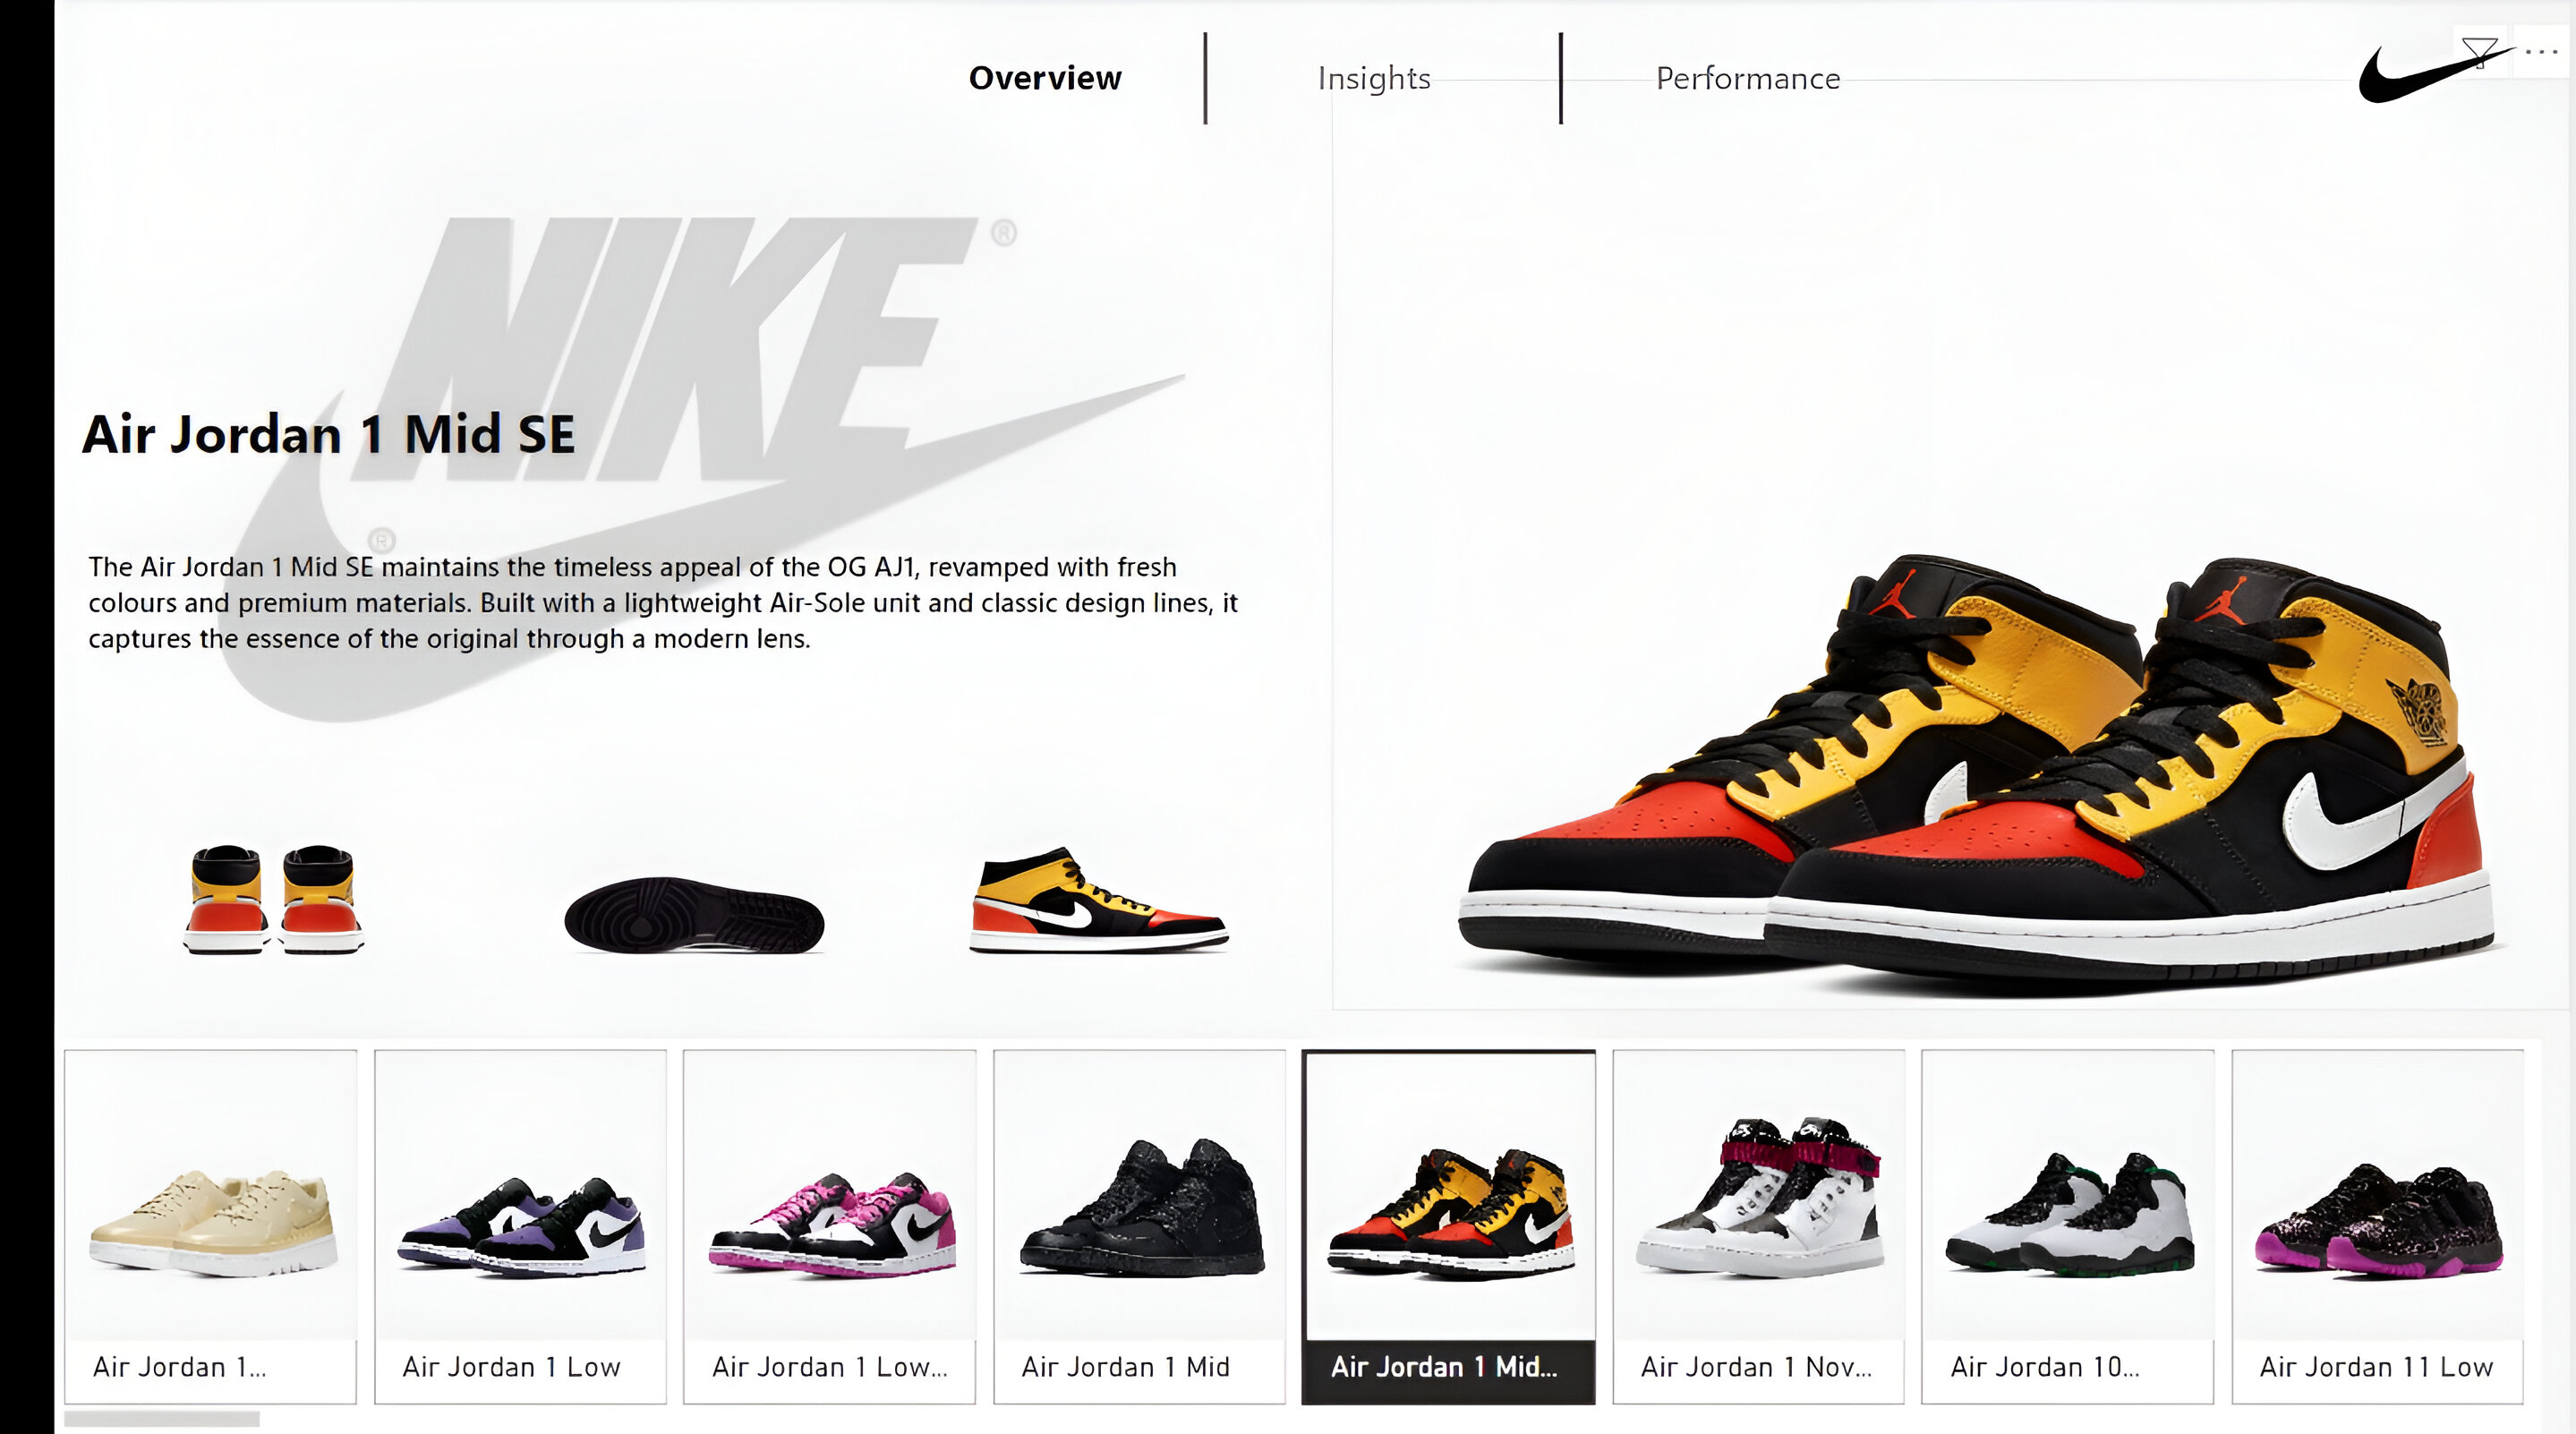 Overview
Insights
Performance
NIKE®
Air Jordan 1 Mid SE
®
The Air Jordan 1 Mid SE maintains the timeless appeal of the OG AJ1, revamped with fresh
colours and premium materials. Built with a lightweight Air-Sole unit and classic design lines, it
captures the essence of the original through a modern lens.
Air Jordan 1...
Air Jordan 1 Low
Air Jordan 1 Low...
Air Jordan 1 Mid
Air Jordan 1 Mid...
Air Jordan 1 Nov...
Air Jordan 10...
Air Jordan 11 Low